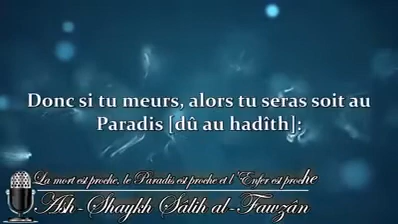 Donc si tu meurs, alors tu seras soit au
Paradis [dû au hadîth]:
La mort est proche, le Paradis est proche et l'Enfer est proche
Ash-Shaykh Sâlih al-Fawzân